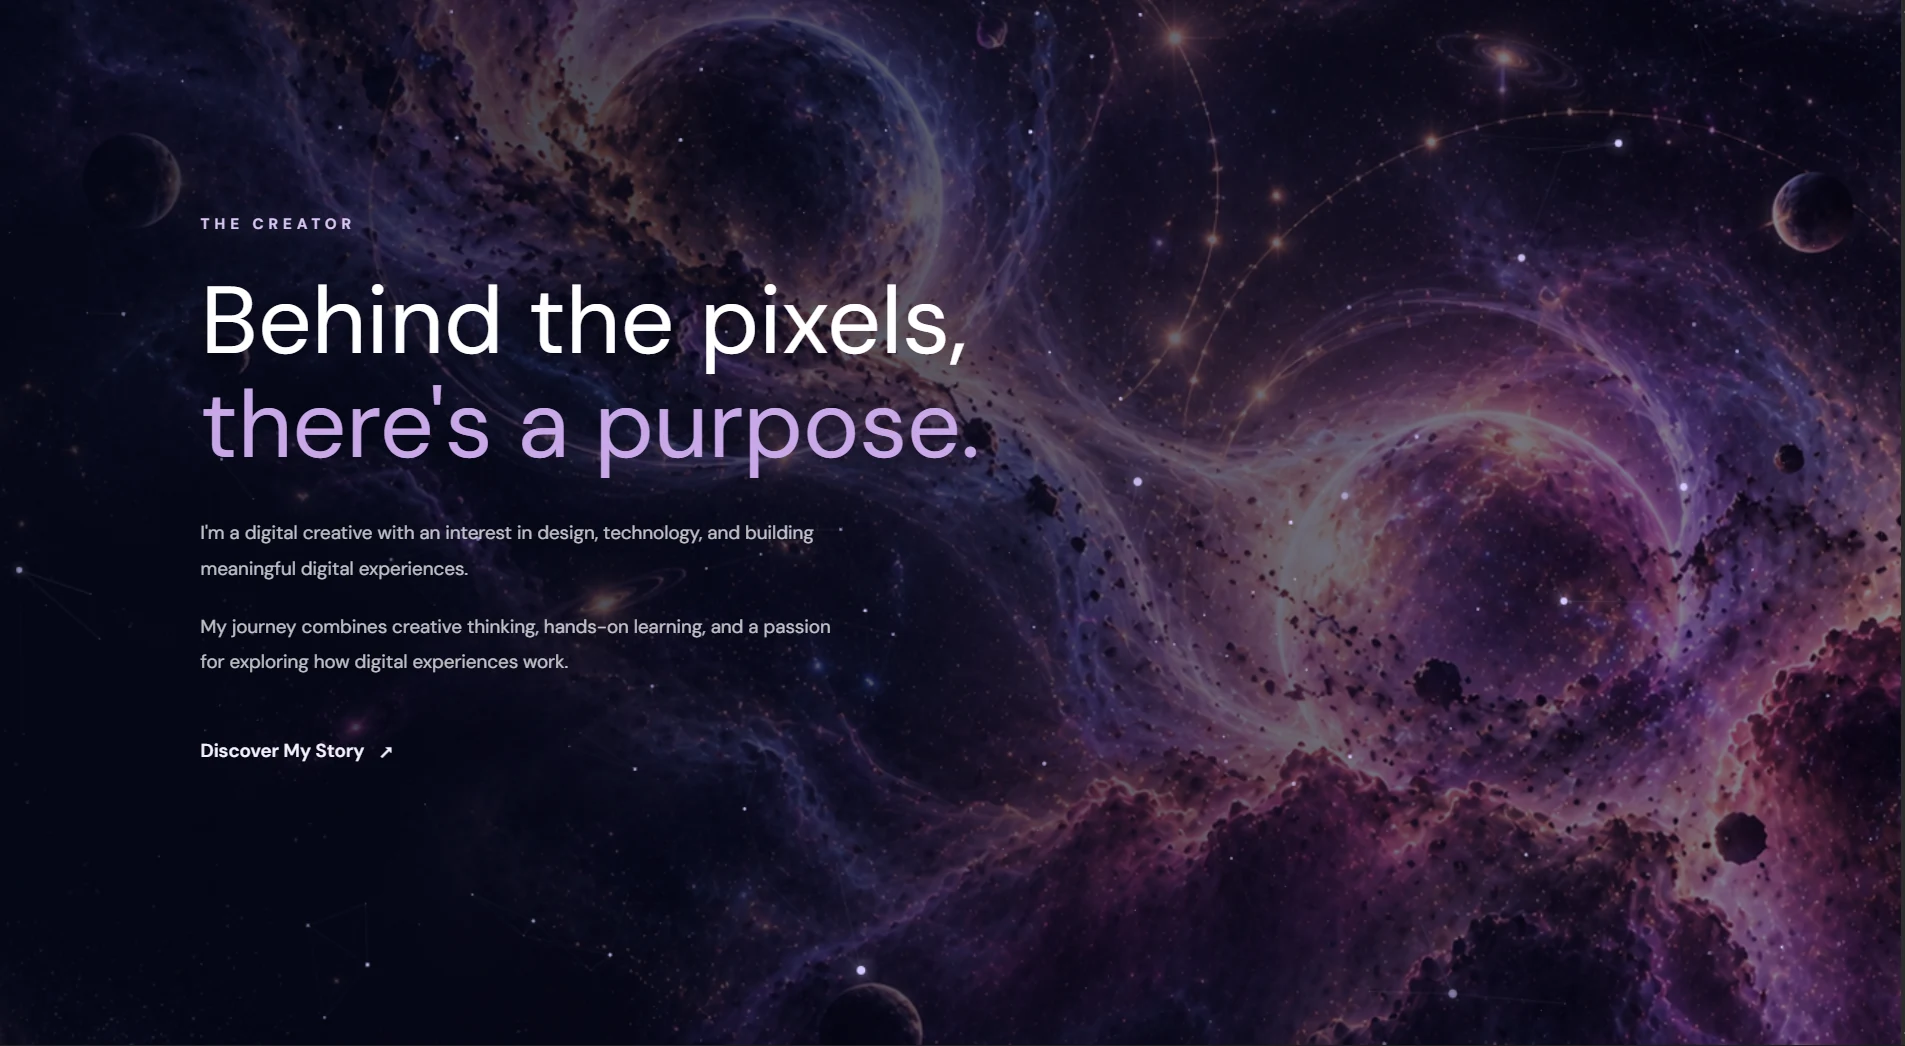 THE CREATOR
Behind the pixels,
there's a purpose.
I'm a digital creative with an interest in design, technology, and building
meaningful digital experiences.
My journey combines creative thinking, hands-on learning, and a passion
for exploring how digital experiences work.
Discover My Story ↗